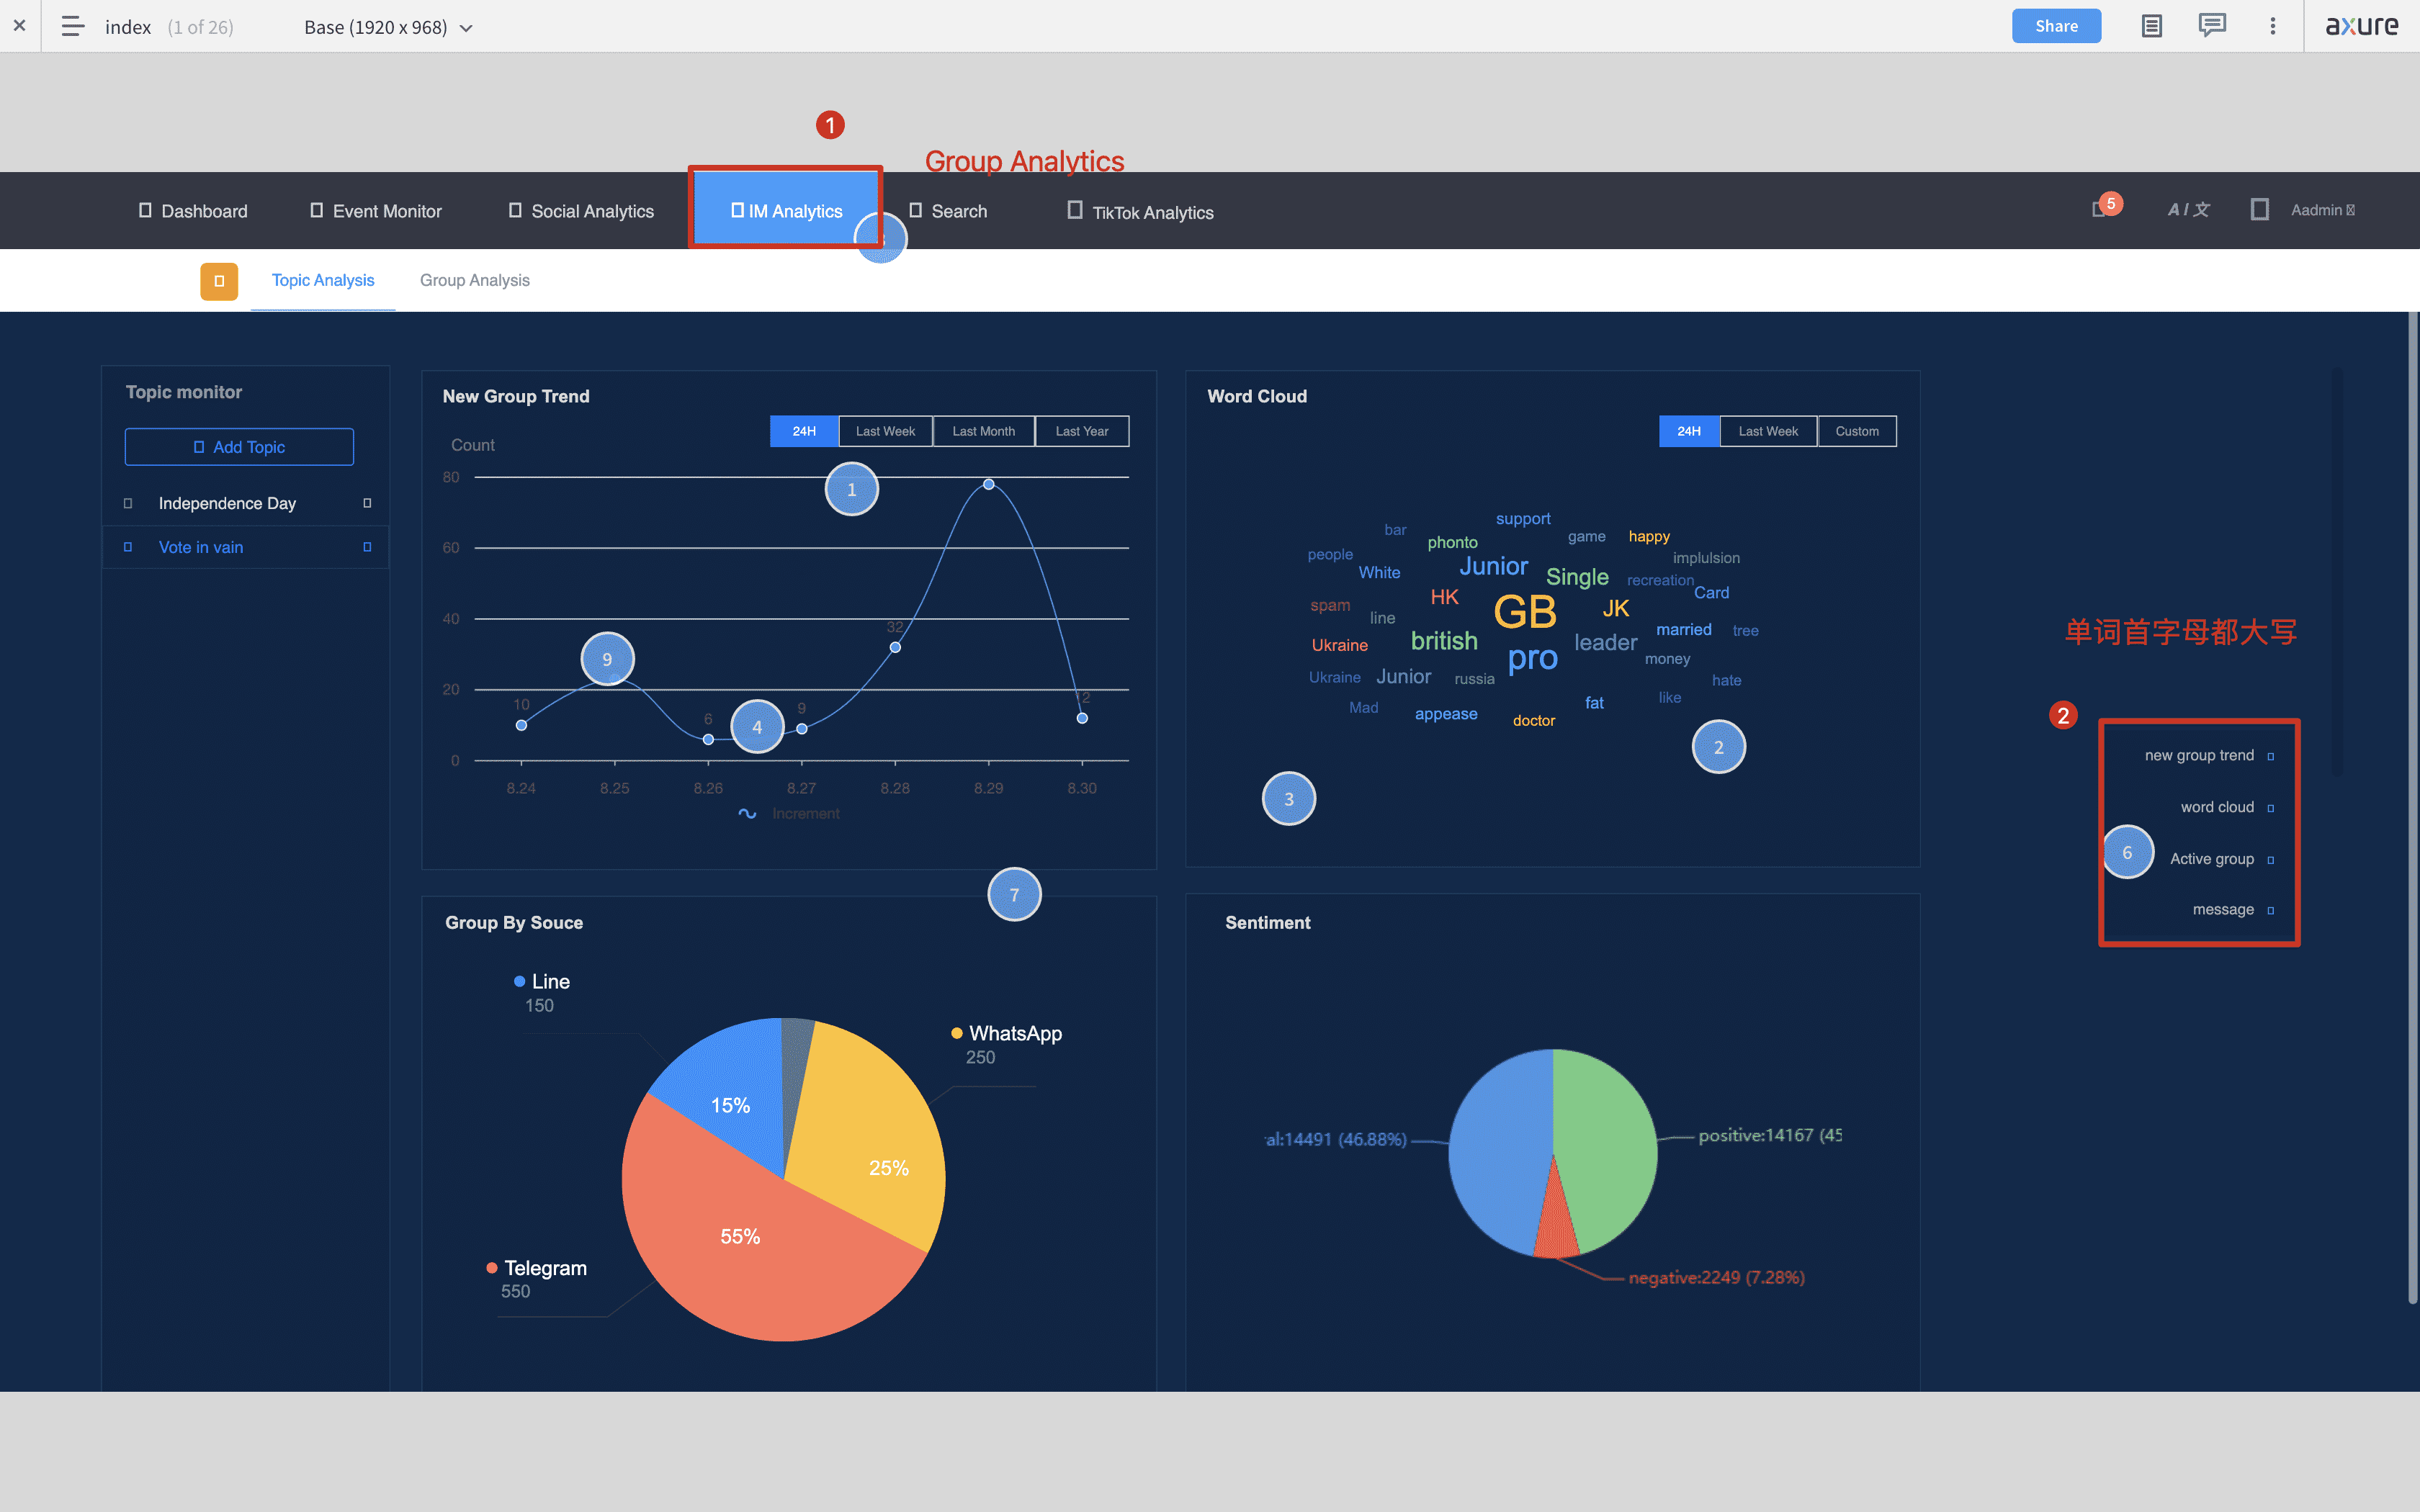 index (1 of 26) Base (1920 x 968) Share axure
1
Group Analytics
Dashboard Event Monitor Social Analytics IM Analytics Search TikTok Analytics 5 A / 文 Aadmin
Topic Analysis Group Analysis
Topic monitor
Add Topic
Independence Day
Vote in vain
New Group Trend
24H Last Week Last Month Last Year
Count
80
60
40
20
0
1
9
4
10
6
9
32
12
8.24 8.25 8.26 8.27 8.28 8.29 8.30
Increment
7
Word Cloud
24H Last Week Custom
support
bar
game happy
phonto
people
implulsion
White Junior Single recreation
Card
HK GB JK
spam
line
married tree
Ukraine british leader
pro money
Ukraine Junior russia
hate
like
Mad fat
appease doctor
2
3
单词首字母都大写
2
new group trend
word cloud
6
Active group
message
Group By Souce
Line
150
WhatsApp
250
15%
25%
55%
Telegram
550
Sentiment
al:14491 (46.88%)
positive:14167 (45
negative:2249 (7.28%)